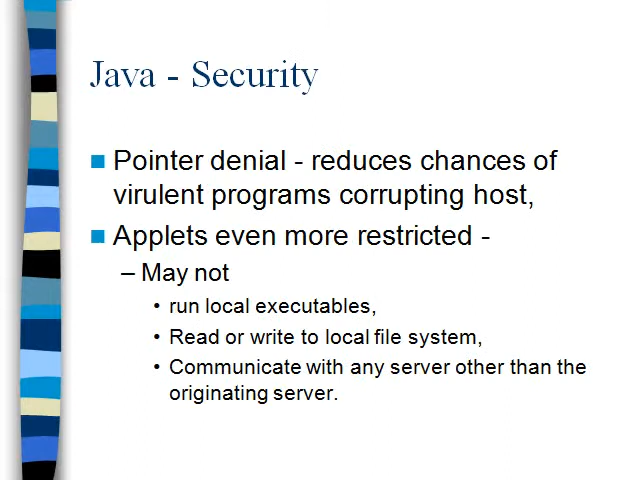 Java - Security
■ Pointer denial - reduces chances of
virulent programs corrupting host,
■ Applets even more restricted -
– May not
• run local executables,
• Read or write to local file system,
• Communicate with any server other than the
originating server.